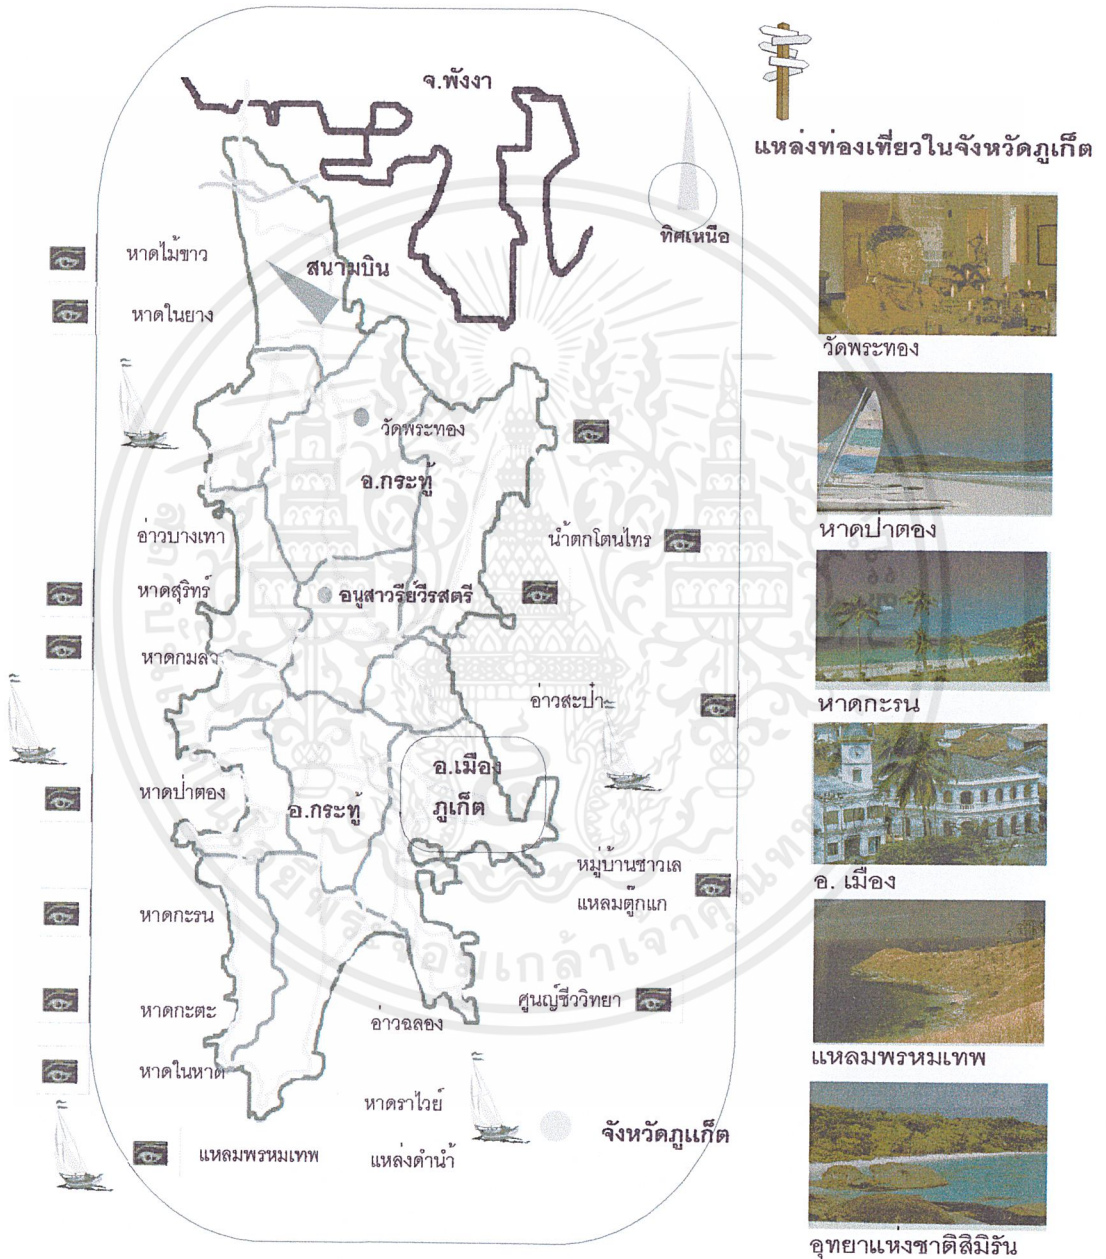 จ.พังงา
แหล่งท่องเที่ยวในจังหวัดภูเก็ต
ทิศเหนือ
หาดไม้ขาว
สนามบิน
หาดในยาง
วัดพระทอง
วัดพระทอง
อ.กระทู้
หาดป่าตอง
อ่าวบางเทา
น้ำตกโตนไทร
หาดสุริทร์
อนูสาวรีย์วีรสตรี
หาดกมลา
อ่าวสะป๋า
หาดกะรน
อ.เมือง
ภูเก็ต
หาดป่าตอง
อ.กระทู้
อ. เมือง
หมู่บ้านชาวเล
แหลมตู๊กแก
หาดกะรน
ศูนญ์ชีววิทยา
หาดกะตะ
อ่าวฉลอง
แหลมพรหมเทพ
หาดในหาต
หาดราไวย์
จังหวัดภูแก็ต
แหลมพรหมเทพ
แหล่งดำน้ำ
อุทยาแห่งชาติสิมิรัน